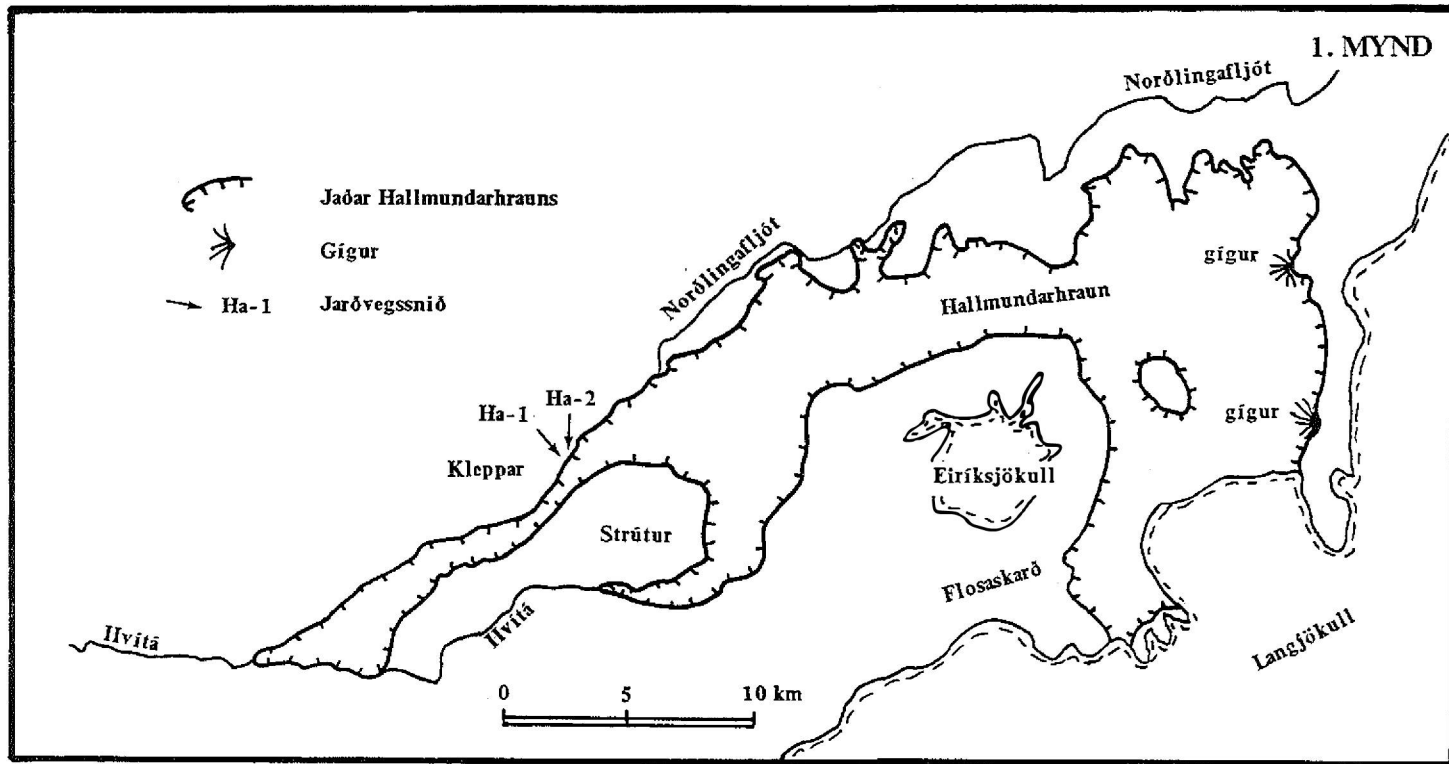 1. MYND
Norðlingafljót
Jaðar Hallmundarhrauns
Gígur
Ha-1 Jarðvegssnið
Norðlingafljót
gígur
Hallmundarhraun
Ha-2
Ha-1
gígur
Kleppar
Eiríksjökull
Strútur
Flosaskarð
Hvítá
Hvítá
Langjökull
0 5 10 km